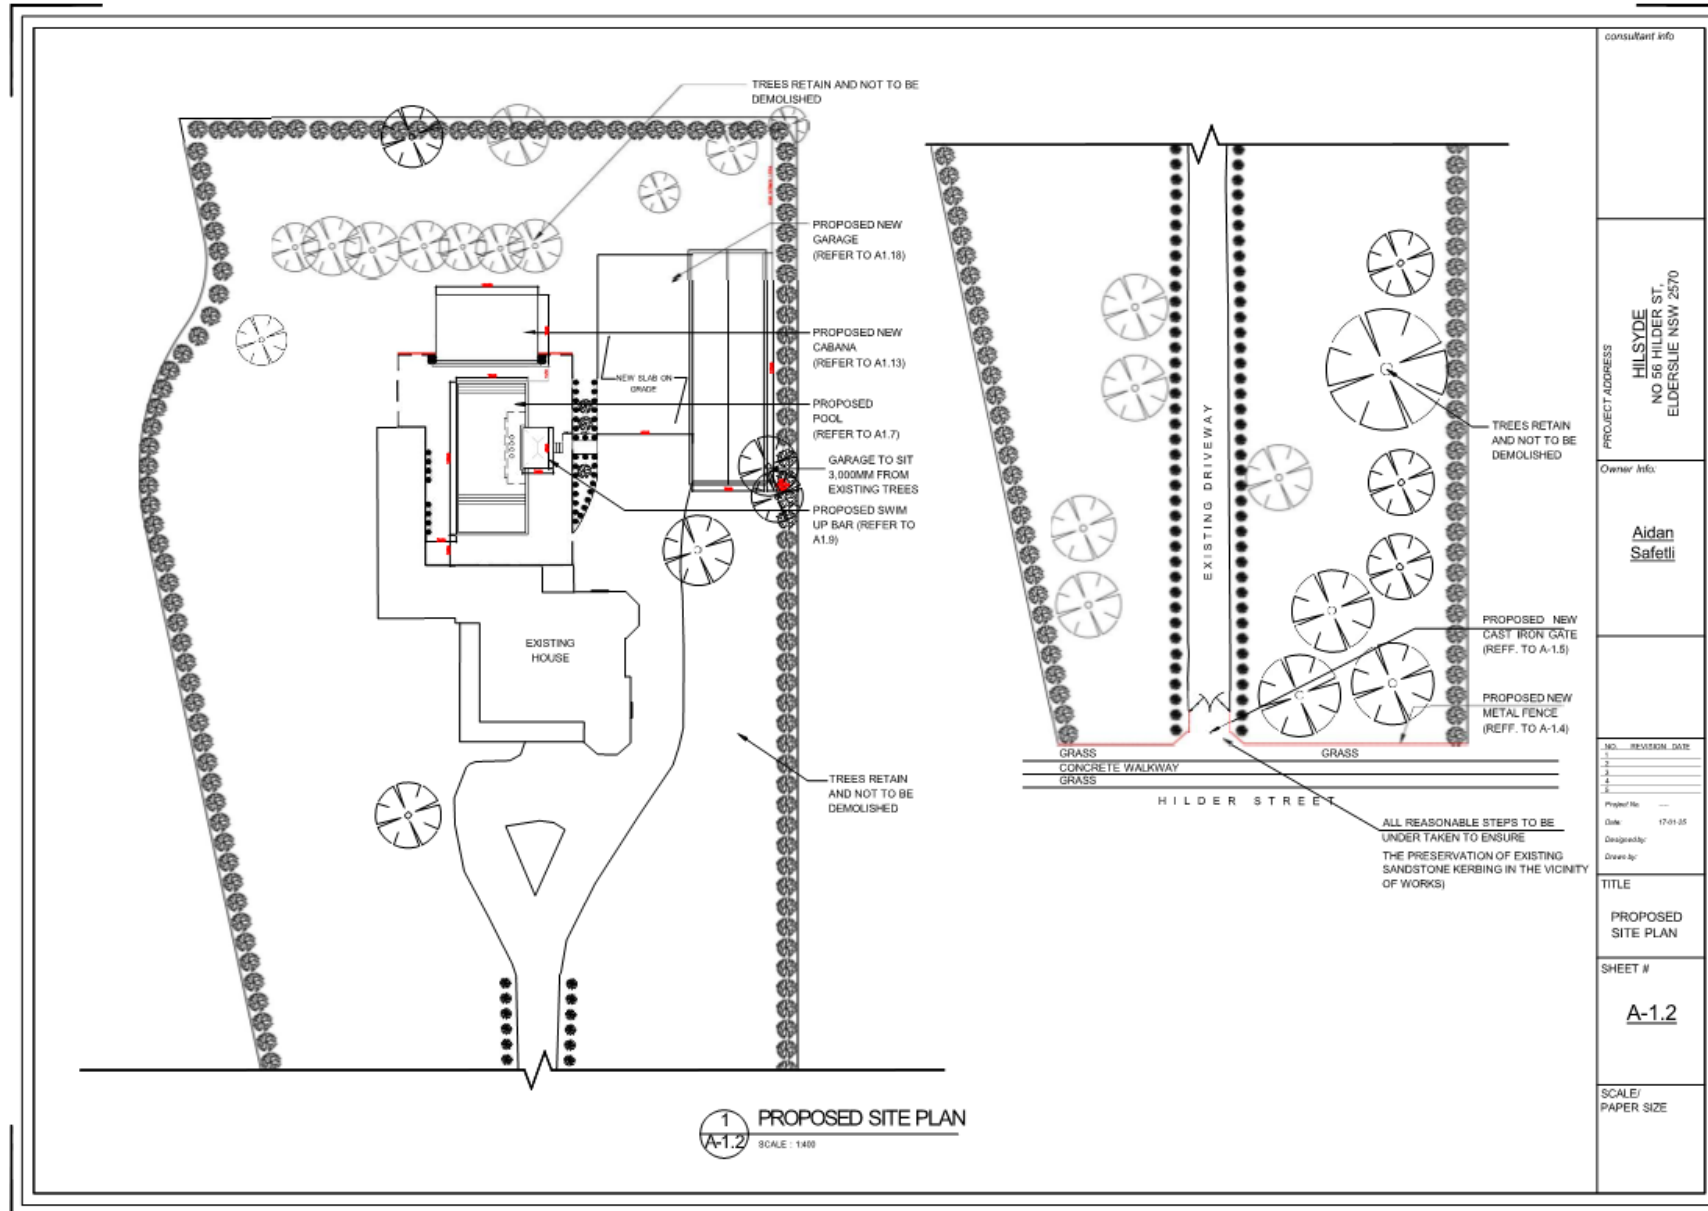 TREES RETAIN AND NOT TO BE
DEMOLISHED
PROPOSED NEW
GARAGE
(REFER TO A1.18)
PROPOSED NEW
CABANA
(REFER TO A1.13)
NEW SLAB ON
GRADE
PROPOSED
POOL
(REFER TO A1.7)
GARAGE TO SIT
3,000MM FROM
EXISTING TREES
PROPOSED SWIM
UP BAR (REFER TO
A1.9)
EXISTING
HOUSE
TREES RETAIN
AND NOT TO BE
DEMOLISHED
EXISTING DRIVEWAY
TREES RETAIN
AND NOT TO BE
DEMOLISHED
PROPOSED NEW
CAST IRON GATE
(REFF. TO A-1.5)
PROPOSED NEW
METAL FENCE
(REFF. TO A-1.4)
GRASS
GRASS
CONCRETE WALKWAY
GRASS
HILDER STREET
ALL REASONABLE STEPS TO BE
UNDER TAKEN TO ENSURE
THE PRESERVATION OF EXISTING
SANDSTONE KERBING IN THE VICINITY
OF WORKS)
1
A-1.2
PROPOSED SITE PLAN
SCALE : 1:400
consultant info
PROJECT ADDRESS
HILSYDE
NO 56 HILDER ST,
ELDERSLIE NSW 2570
Owner Info:
Aidan
Safetli
NO. REVISION DATE
1
2
3
4
5
Project No. ----
Date: 17-01-25
Designed by:
Drawn by:
TITLE
PROPOSED
SITE PLAN
SHEET #
A-1.2
SCALE/
PAPER SIZE